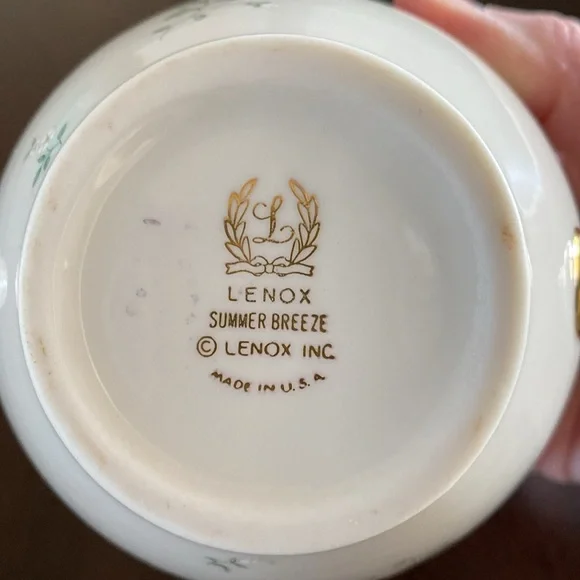 L
LENOX
SUMMER BREEZE
© LENOX INC.
MADE IN U.S.A